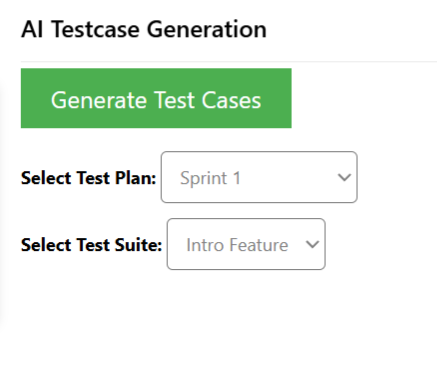 AI Testcase Generation
Generate Test Cases
Select Test Plan: Sprint 1
Select Test Suite: Intro Feature